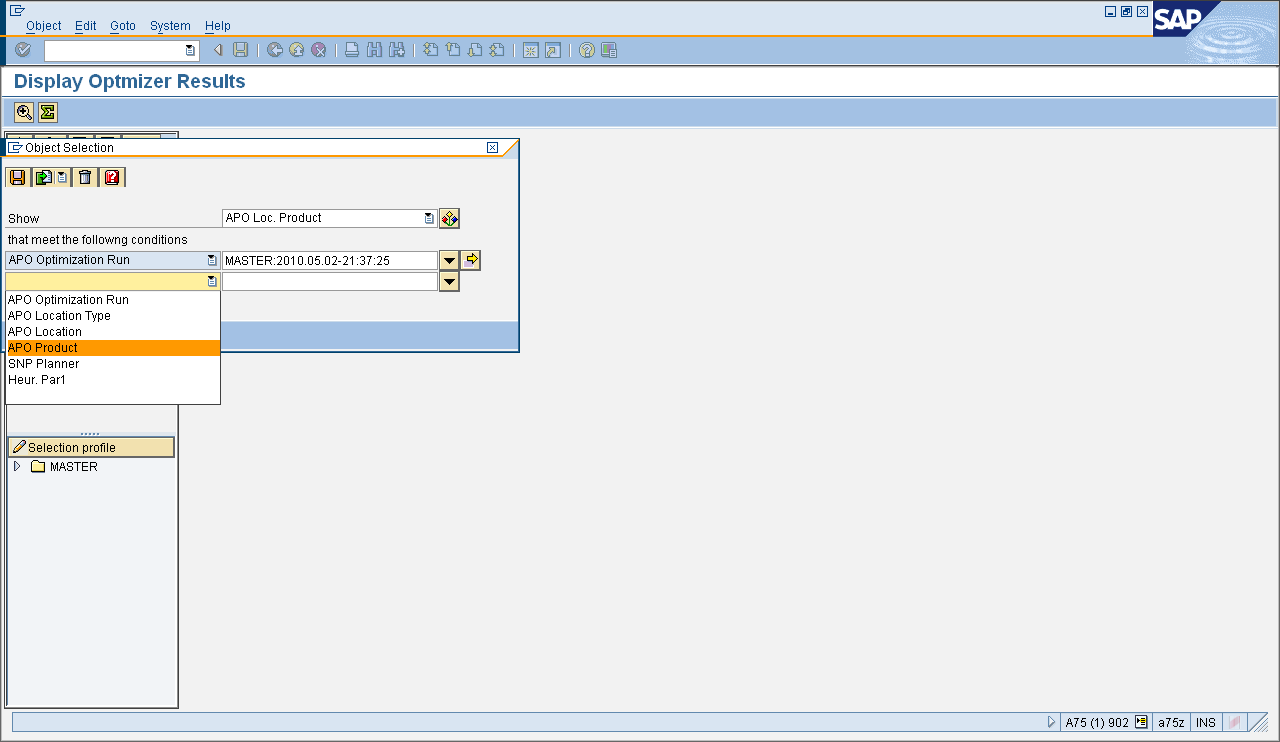 Object Edit Goto System Help
SAP
Display Optmizer Results
Object Selection
Show APO Loc. Product
that meet the followng conditions
APO Optimization Run MASTER:2010.05.02-21:37:25
APO Optimization Run
APO Location Type
APO Location
APO Product
SNP Planner
Heur. Par1
Selection profile
MASTER
A75 (1) 902 a75z INS